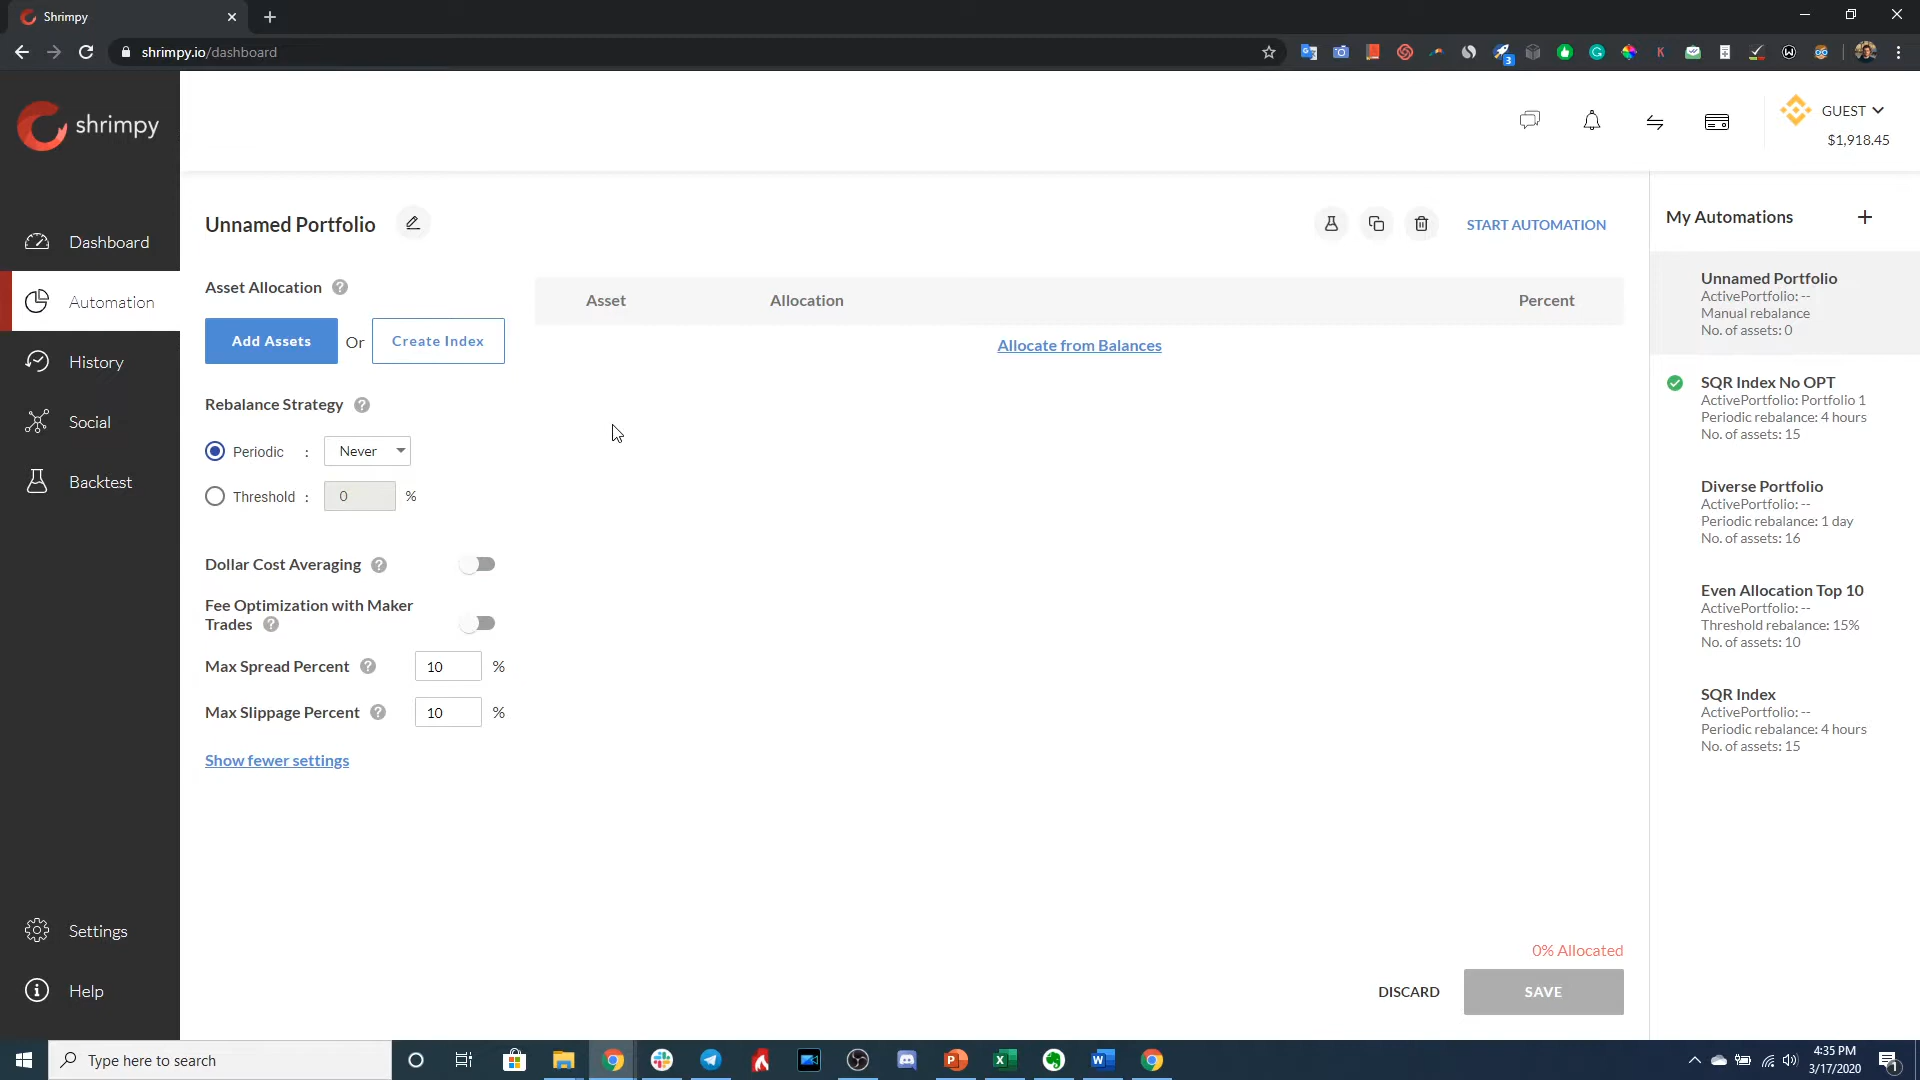 Shrimpy
shrimpy.io/dashboard
3
shrimpy
GUEST
$1,918.45
Dashboard
Automation
History
Social
Backtest
Settings
Help
Unnamed Portfolio
START AUTOMATION
Asset Allocation ?
Add Assets Or Create Index
Rebalance Strategy ?
Periodic : Never
Threshold : 0 %
Dollar Cost Averaging ?
Fee Optimization with Maker
Trades ?
Max Spread Percent ? 10 %
Max Slippage Percent ? 10 %
Show fewer settings
Asset Allocation Percent
Allocate from Balances
0% Allocated
DISCARD SAVE
My Automations +
Unnamed Portfolio
ActivePortfolio: --
Manual rebalance
No. of assets: 0
SQR Index No OPT
ActivePortfolio: Portfolio 1
Periodic rebalance: 4 hours
No. of assets: 15
Diverse Portfolio
ActivePortfolio: --
Periodic rebalance: 1 day
No. of assets: 16
Even Allocation Top 10
ActivePortfolio: --
Threshold rebalance: 15%
No. of assets: 10
SQR Index
ActivePortfolio: --
Periodic rebalance: 4 hours
No. of assets: 15
Type here to search
4:35 PM
3/17/2020
1